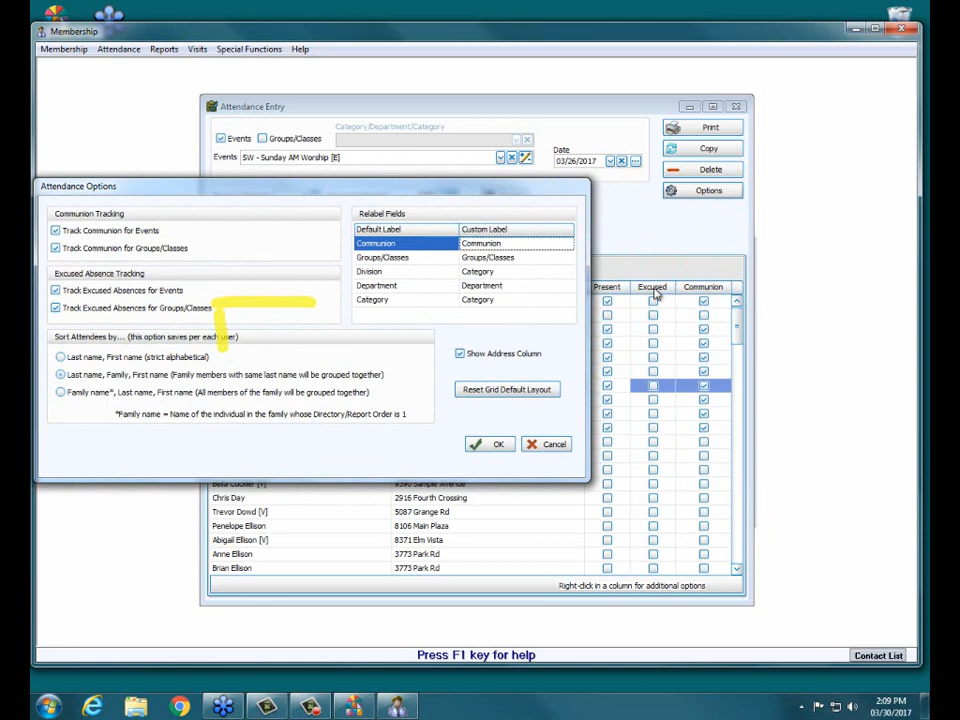 Membership
Membership Attendance Reports Visits Special Functions Help
Attendance Entry
Category/Department/Category
Events Groups/Classes
Events SW - Sunday AM Worship [E]
Date
03/26/2017
Print
Copy
Delete
Options
Attendance Options
Communion Tracking
Track Communion for Events
Track Communion for Groups/Classes
Excused Absence Tracking
Track Excused Absences for Events
Track Excused Absences for Groups/Classes
Relabel Fields
Default Label Custom Label
Communion Communion
Groups/Classes Groups/Classes
Division Category
Department Department
Category Category
Sort Attendees by... (this option saves per each user)
Last name, First name (strict alphabetical)
Last name, Family, First name (Family members with same last name will be grouped together)
Family name*, Last name, First name (All members of the family will be grouped together)
*Family name = Name of the individual in the family whose Directory/Report Order is 1
Show Address Column
Reset Grid Default Layout
OK Cancel
Present Excused Communion
Chris Day 2916 Fourth Crossing
Trevor Dowd [V] 5087 Grange Rd
Penelope Ellison 8106 Main Plaza
Abigail Ellison [V] 8371 Elm Vista
Anne Ellison 3773 Park Rd
Brian Ellison 3773 Park Rd
Right-click in a column for additional options
Press F1 key for help
Contact List
2:09 PM
03/30/2017